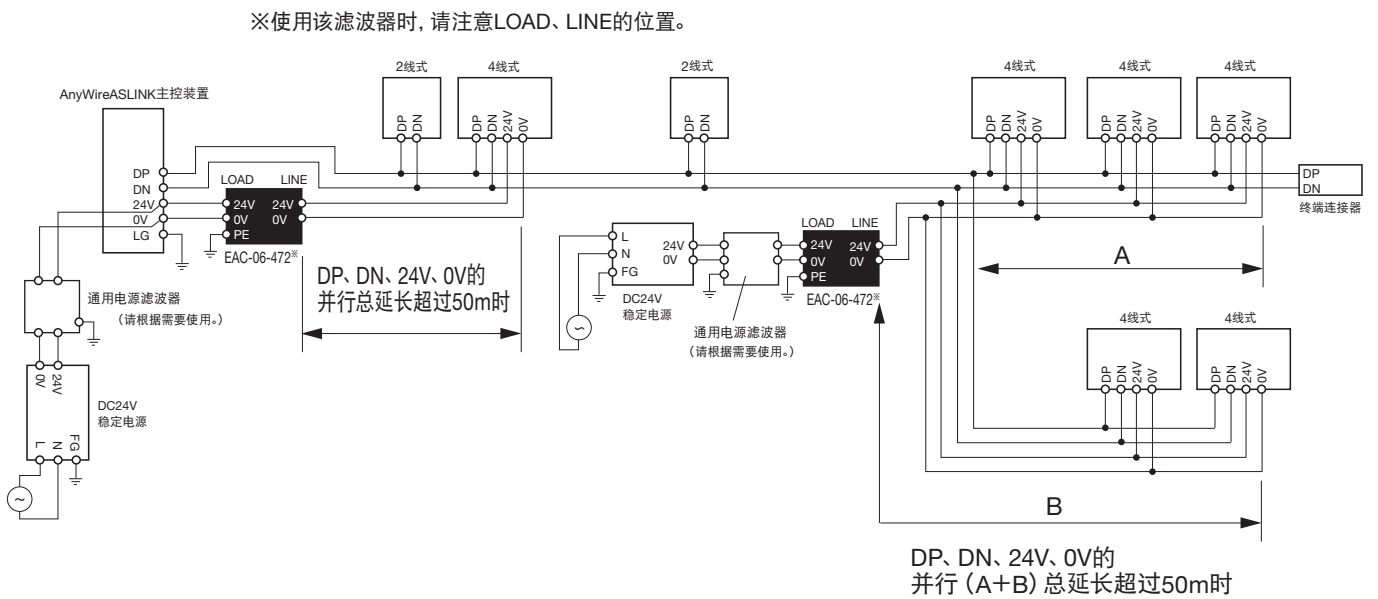 ※使用该滤波器时, 请注意LOAD、LINE的位置。
AnyWireASLINK主控装置
2线式
4线式
2线式
4线式
4线式
4线式
DP
DN
DP
DN
24V
0V
DP
DN
DP
DN
24V
0V
DP
DN
24V
0V
DP
DN
24V
0V
DP
DN
24V
0V
LG
LOAD LINE
24V 24V
0V 0V
PE
EAC-06-472※
DP
DN
终端连接器
DP、DN、24V、0V的
并行总延长超过50m时
L
N
FG
24V
0V
DC24V
稳定电源
通用电源滤波器
(请根据需要使用。)
LOAD LINE
24V 24V
0V 0V
PE
EAC-06-472※
A
通用电源滤波器
(请根据需要使用。)
0V
24V
DC24V
稳定电源
L
N
FG
~
~
4线式
4线式
DP
DN
24V
0V
DP
DN
24V
0V
B
DP、DN、24V、0V的
并行 (A+B) 总延长超过50m时